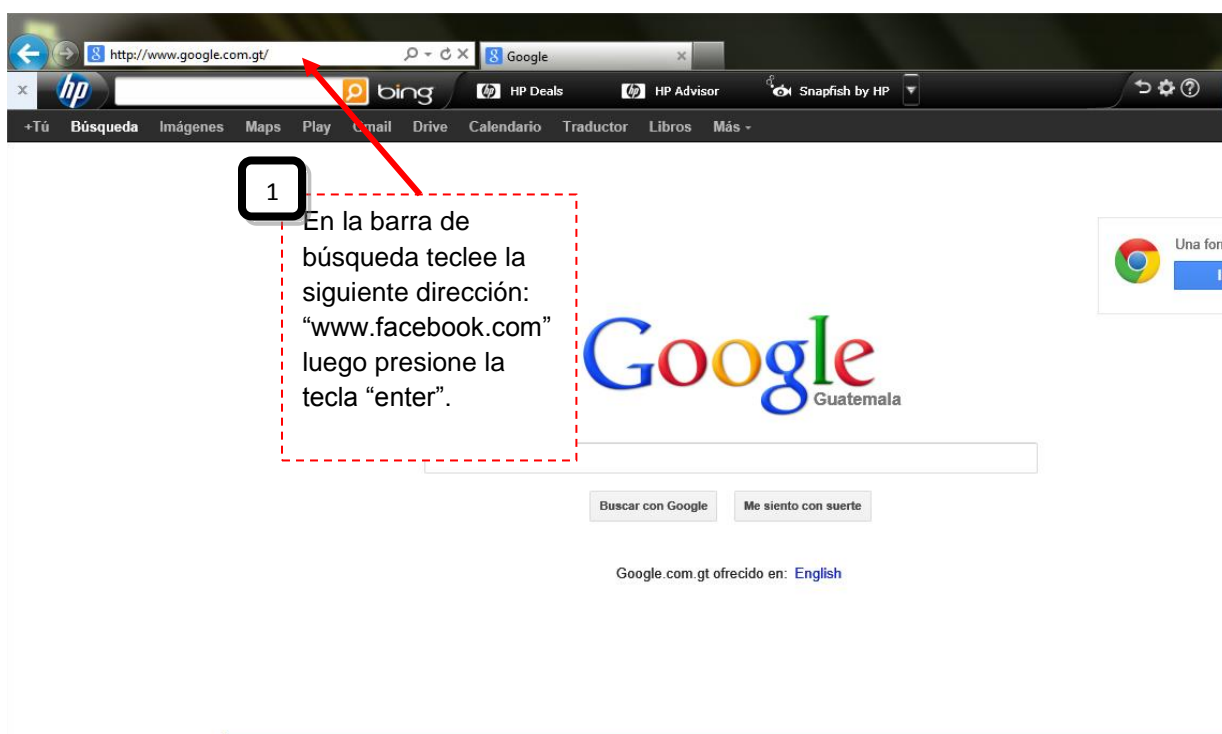 http://www.google.com.gt/
Google
hp
bing
HP Deals
HP Advisor
Snapfish by HP
+Tú Búsqueda Imágenes Maps Play Gmail Drive Calendario Traductor Libros Más
1
En la barra de
búsqueda teclee la
siguiente dirección:
“www.facebook.com”
luego presione la
tecla “enter”.
Una
Google
Guatemala
Buscar con Google
Me siento con suerte
Google.com.gt ofrecido en: English